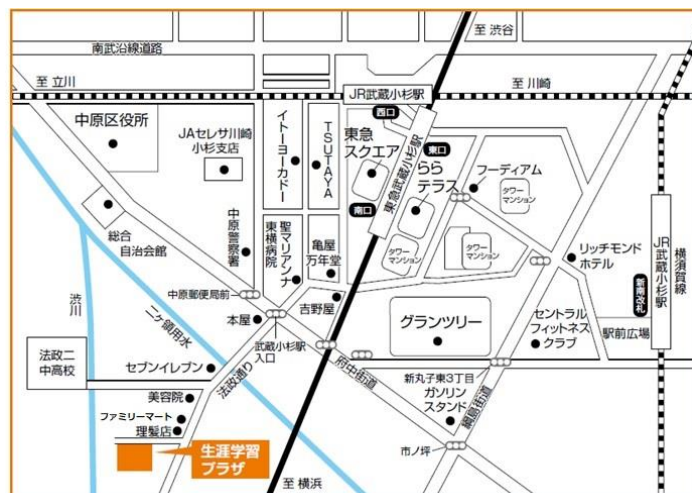 至 渋谷
南武沿線道路
至 立川
JR武蔵小杉駅
至 川崎
中原区役所
JAセレサ川崎
小杉支店
イトーヨーカドー
TSUTAYA
西口
東急
スクエア
東急武蔵小杉駅
東口
らら
テラス
フーディアム
タワー
マンション
南口
総合
自治会館
中原警察署
聖マリアンナ
東横病院
亀屋
万年堂
タワー
マンション
タワー
マンション
リッチモンド
ホテル
JR武蔵小杉駅
横須賀線
新南改札
駅前広場
渋川
二ヶ領用水
中原郵便局前
本屋
武蔵小杉駅
入口
吉野屋
グランツリー
セントラル
フィットネス
クラブ
法政二
中高校
セブンイレブン
法政通り
府中街道
新丸子東3丁目
ガソリン
スタンド
綱島街道
美容院
ファミリーマート
理髪店
生涯学習
プラザ
市ノ坪
至 横浜